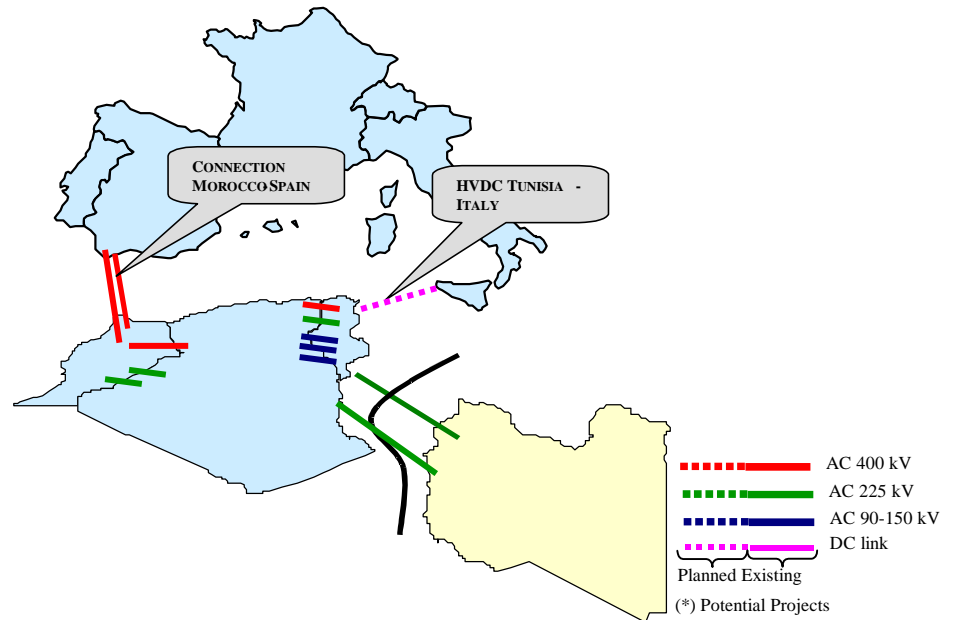 CONNECTION
MOROCCO-SPAIN
HVDC TUNISIA -
ITALY
AC 400 kV
AC 225 kV
AC 90-150 kV
DC link
Planned Existing
(*) Potential Projects